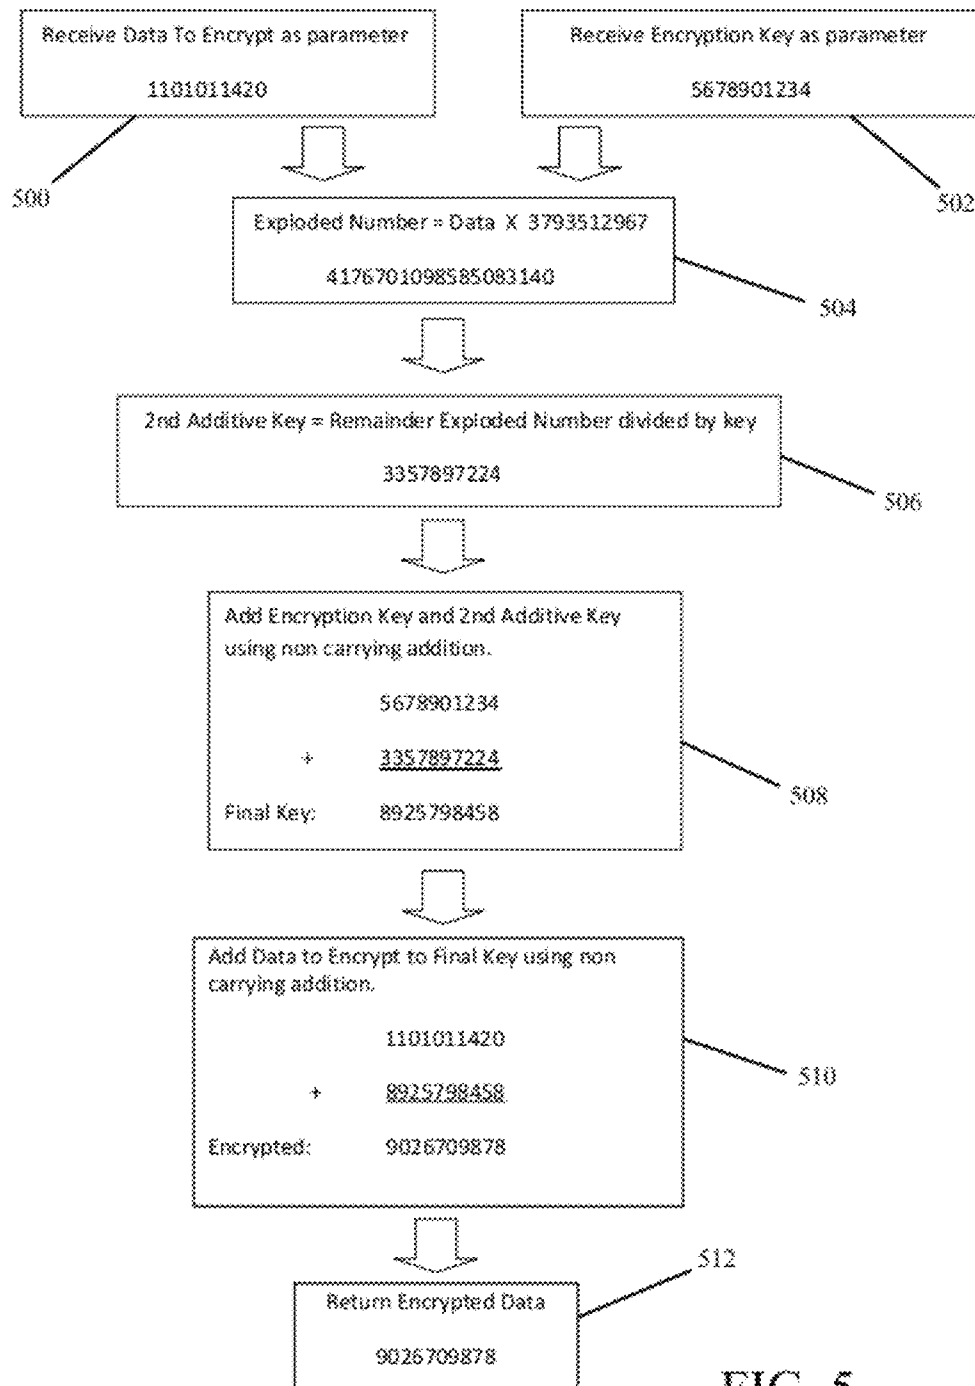 Receive Data To Encrypt as parameter
1101011420
Receive Encryption Key as parameter
5678901234
500
502
Exploded Number = Data X 3793512967
4176701098585083140
504
2nd Additive Key = Remainder Exploded Number divided by key
3357897224
506
Add Encryption Key and 2nd Additive Key
using non carrying addition.
5678901234
+ 3357897224
Final Key: 8925798458
508
Add Data to Encrypt to Final Key using non
carrying addition.
1101011420
+ 8925798458
Encrypted: 9026709878
510
512
Return Encrypted Data
9026709878
FIG. 5